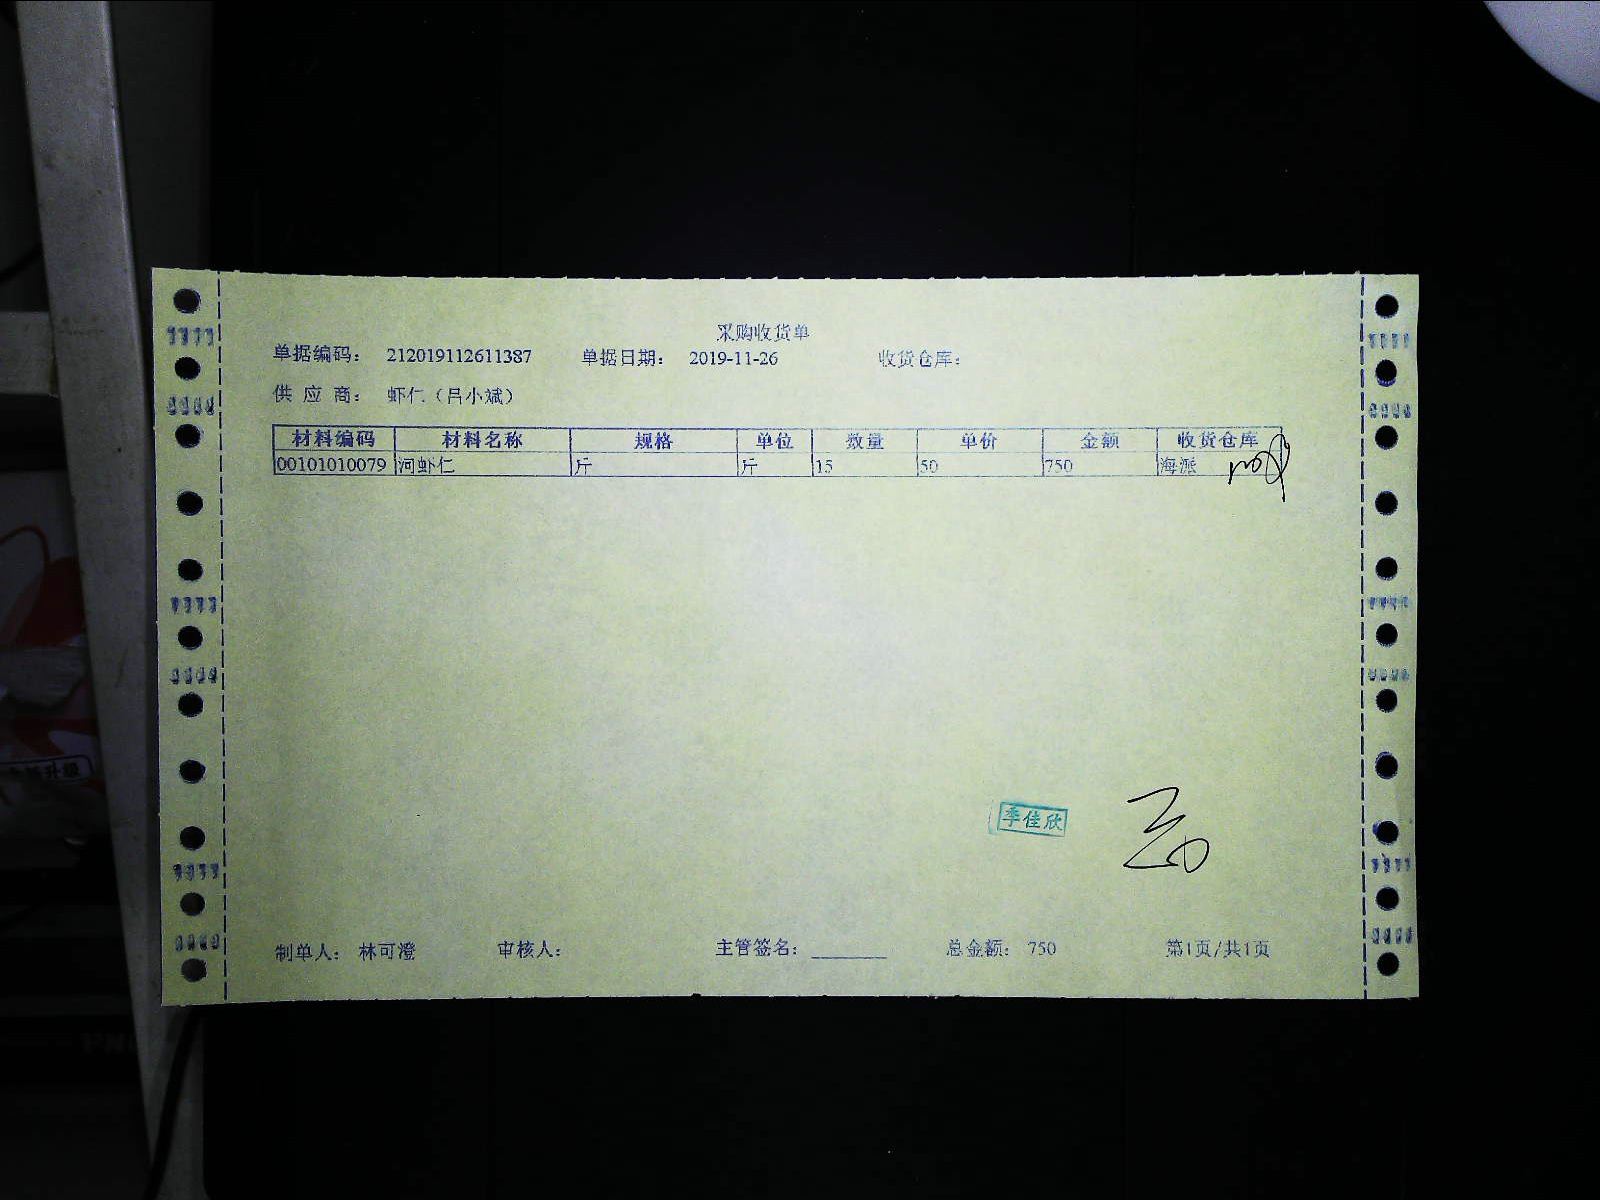 采购收货单
单据编码： 212019112611387 单据日期： 2019-11-26 收货仓库：
供 应 商： 虾仁（吕小斌）
材料编码 材料名称 规格 单位 数量 单价 金额 收货仓库
00101010079 河虾仁 斤 斤 15 50 750 海派
季佳欣
制单人： 林可澄 审核人： 主管签名： 总金额： 750 第1页/共1页